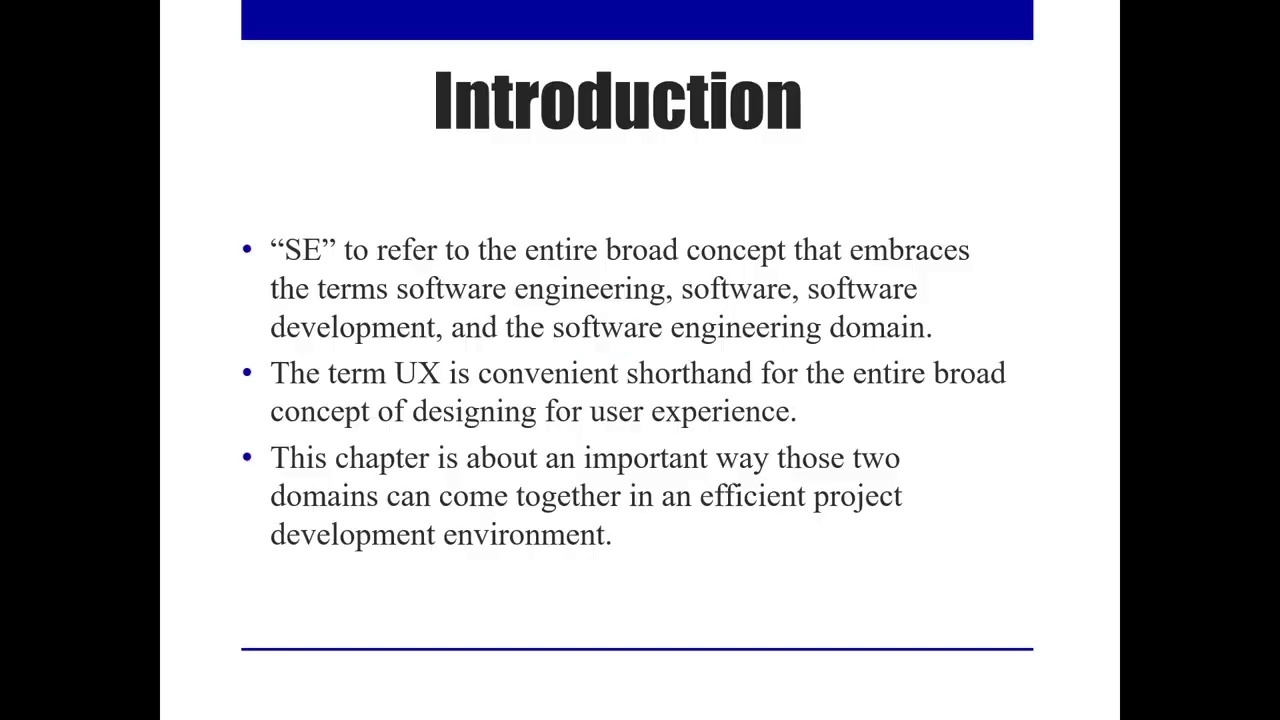 Introduction
• “SE” to refer to the entire broad concept that embraces
the terms software engineering, software, software
development, and the software engineering domain.
• The term UX is convenient shorthand for the entire broad
concept of designing for user experience.
• This chapter is about an important way those two
domains can come together in an efficient project
development environment.